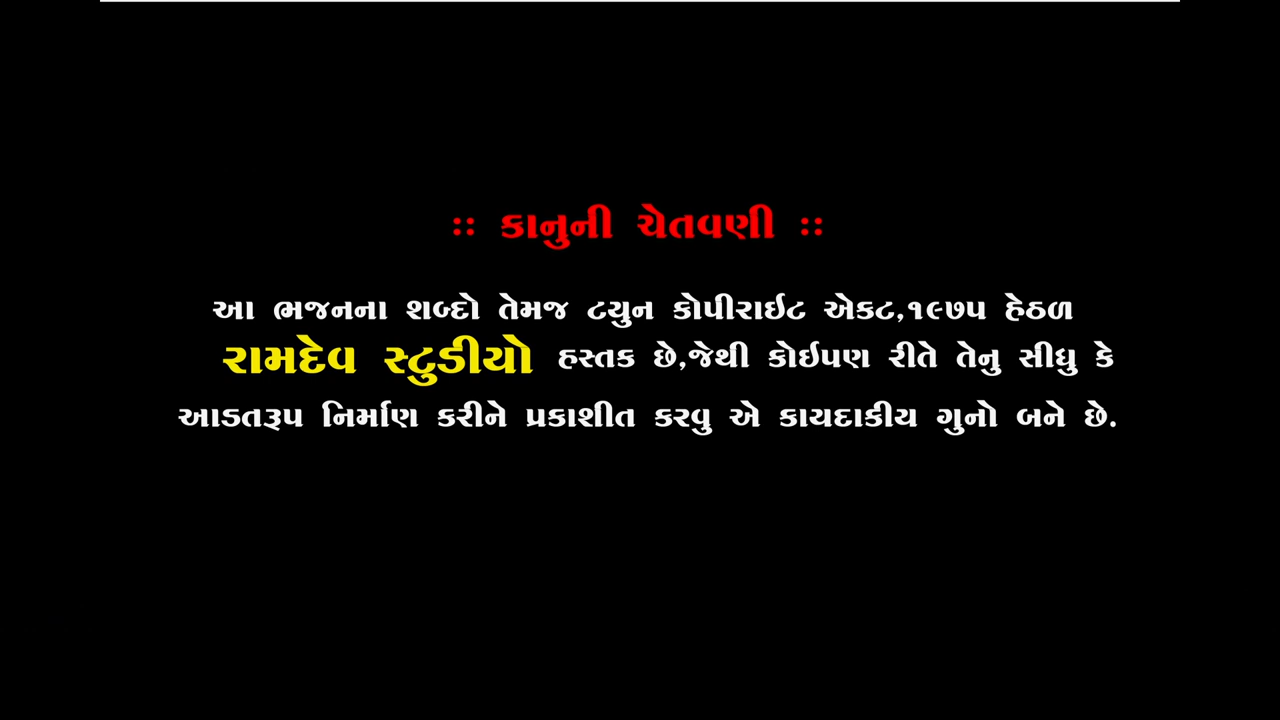 :: કાનુની ચેતવણી ::
આ ભજનના શબ્દો તેમજ ટયુન કોપીરાઈટ એકટ,૧૯૭૫ હેઠળ
રામદેવ સ્ટુડીયો હસ્તક છે,જેથી કોઈપણ રીતે તેનુ સીધુ કે
આડતરૂપ નિર્માણ કરીને પ્રકાશીત કરવુ એ કાયદાકીય ગુનો બને છે.